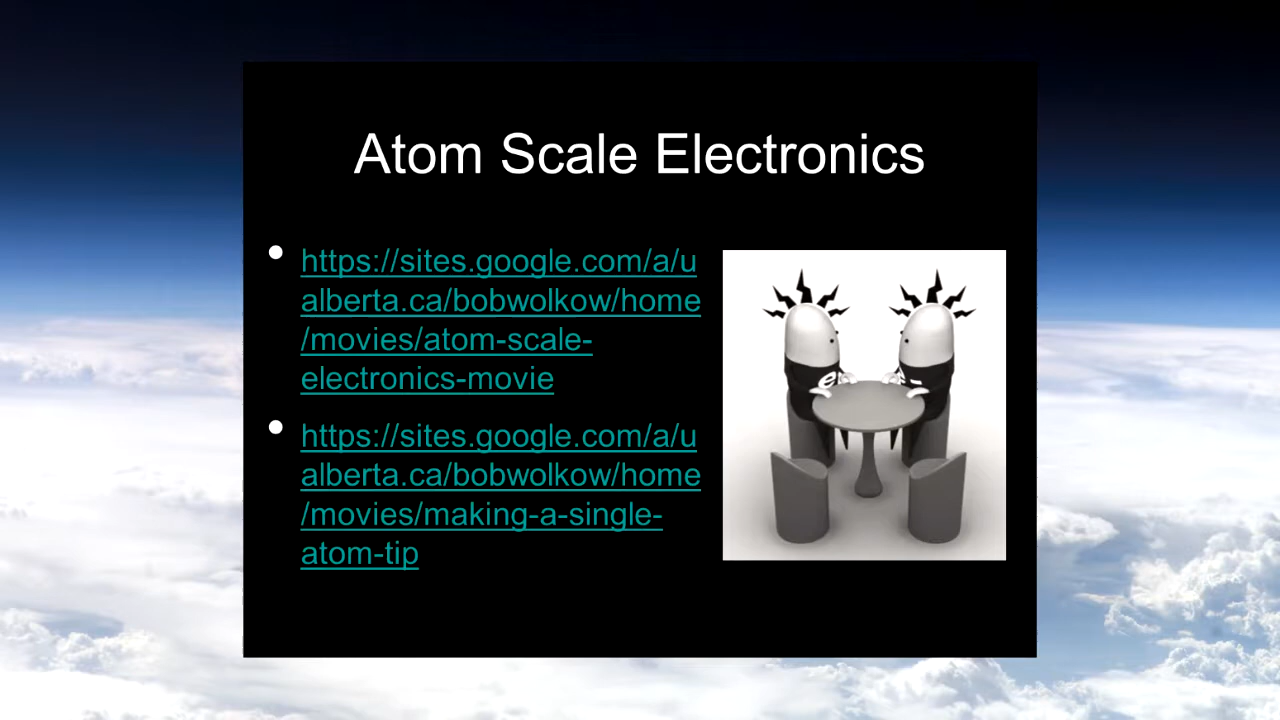 Atom Scale Electronics
• https://sites.google.com/a/u
alberta.ca/bobwolkow/home
/movies/atom-scale-
electronics-movie
• https://sites.google.com/a/u
alberta.ca/bobwolkow/home
/movies/making-a-single-
atom-tip
e-
e-